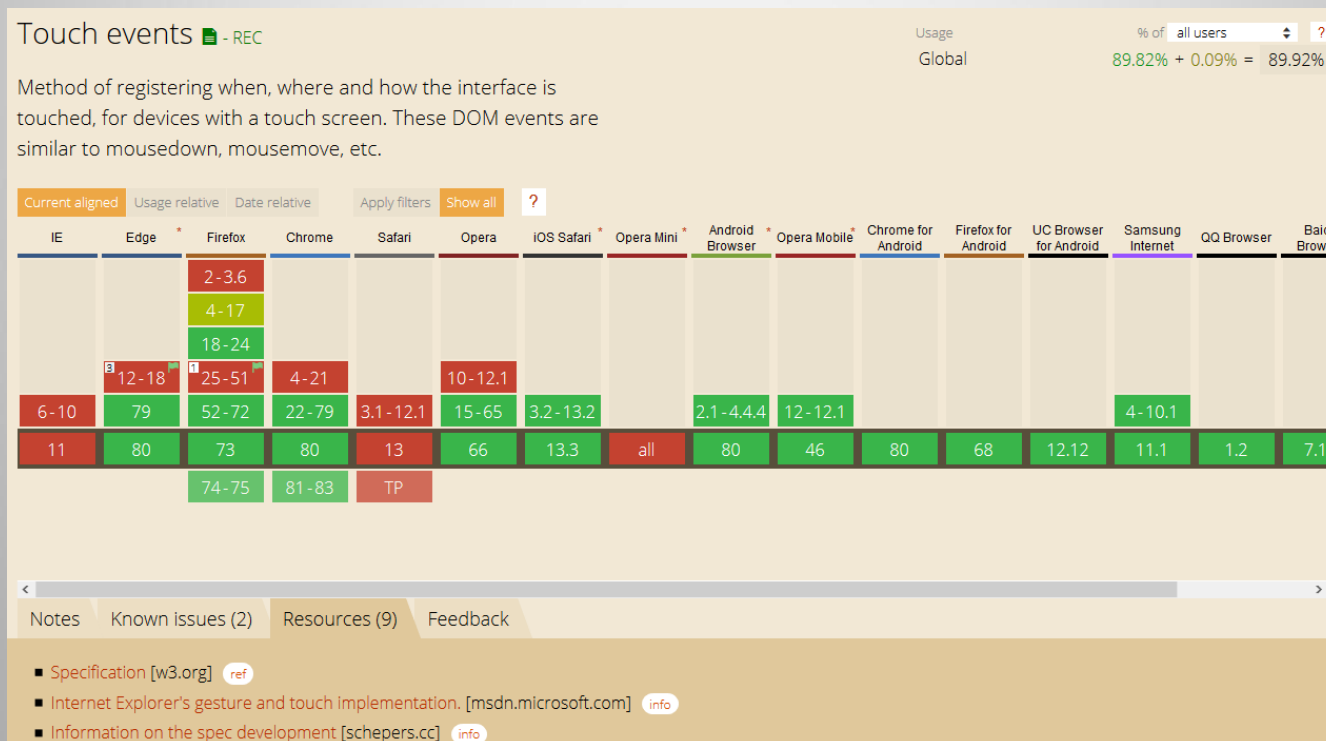 Touch events - REC
Usage % of all users ?
Global 89.82% + 0.09% = 89.92%
Method of registering when, where and how the interface is
touched, for devices with a touch screen. These DOM events are
similar to mousedown, mousemove, etc.
Current aligned Usage relative Date relative Apply filters Show all ?
IE Edge * Firefox Chrome Safari Opera iOS Safari * Opera Mini * Android Browser * Opera Mobile * Chrome for Android Firefox for Android UC Browser for Android Samsung Internet QQ Browser
2-3.6
4-17
18-24
3 12-18 1 25-51 4-21 10-12.1
6-10 79 52-72 22-79 3.1-12.1 15-65 3.2-13.2 2.1-4.4.4 12-12.1 4-10.1
11 80 73 80 13 66 13.3 all 80 46 80 68 12.12 11.1 1.2 7.1
74-75 81-83 TP
Notes Known issues (2) Resources (9) Feedback
Specification [w3.org] ref
Internet Explorer's gesture and touch implementation. [msdn.microsoft.com] info
Information on the spec development [schepers.cc] info